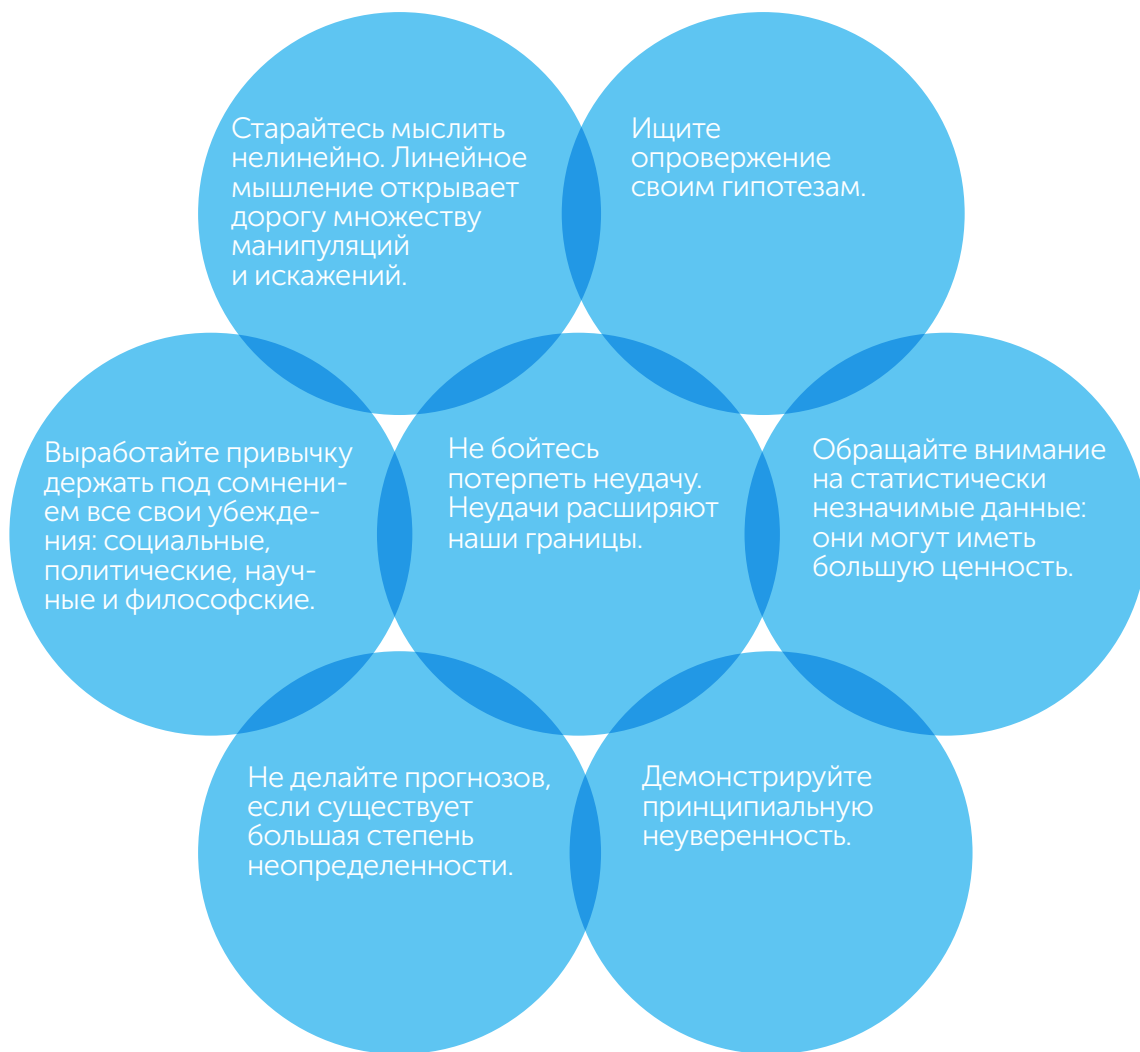 Старайтесь мыслить
нелинейно. Линейное
мышление открывает
дорогу множеству
манипуляций
и искажений.
Ищите
опровержение
своим гипотезам.
Выработайте привычку
держать под сомнени-
ем все свои убежде-
ния: социальные,
политические, науч-
ные и философские.
Не бойтесь
потерпеть неудачу.
Неудачи расширяют
наши границы.
Обращайте внимание
на статистически
незначимые данные:
они могут иметь
большую ценность.
Не делайте прогнозов,
если существует
большая степень
неопределенности.
Демонстрируйте
принципиальную
неуверенность.